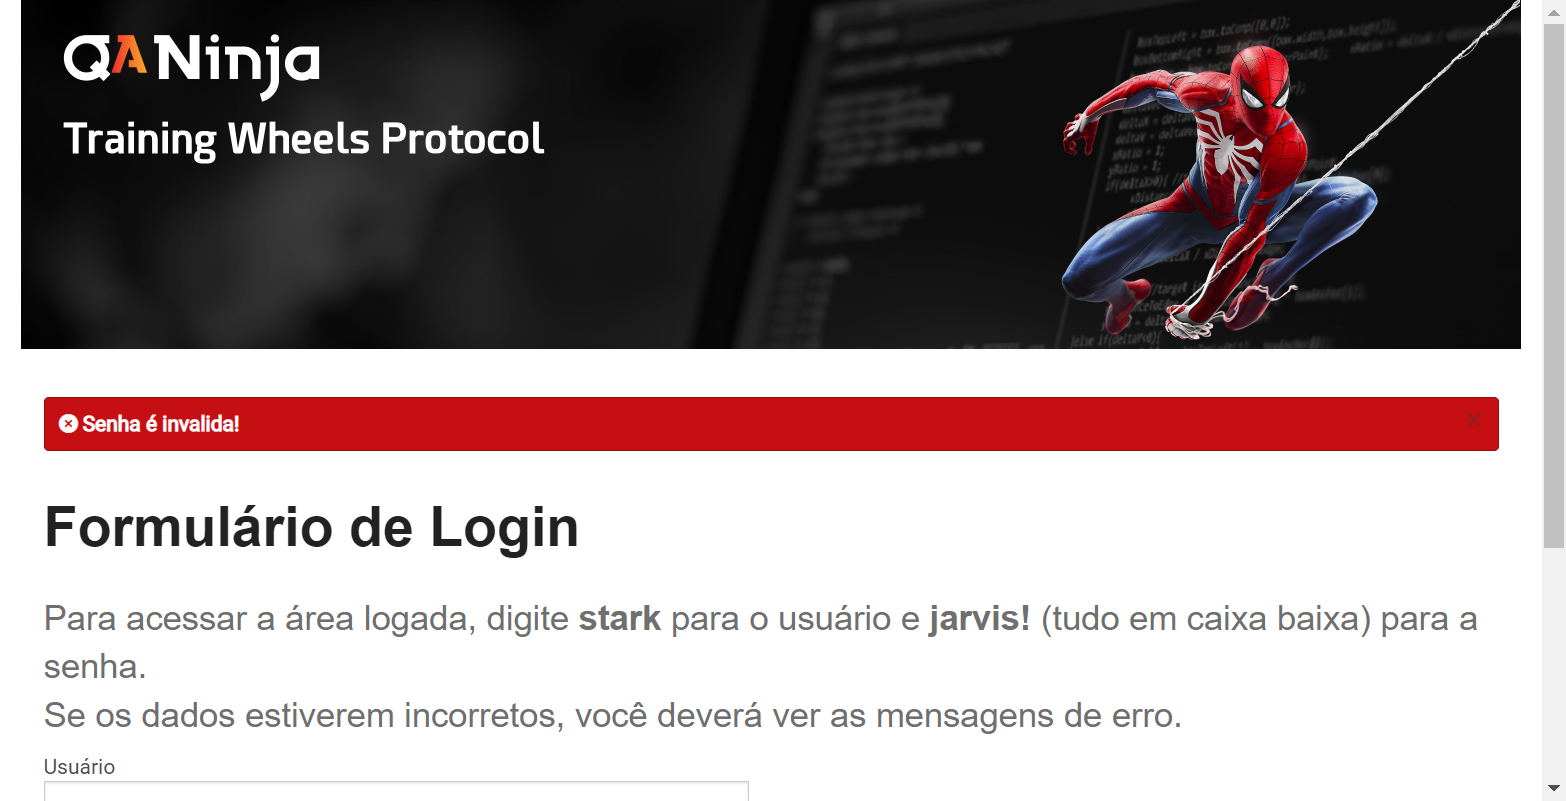 QANinja
Training Wheels Protocol
Senha é invalida!
×
Formulário de Login
Para acessar a área logada, digite stark para o usuário e jarvis! (tudo em caixa baixa) para a
senha.
Se os dados estiverem incorretos, você deverá ver as mensagens de erro.
Usuário